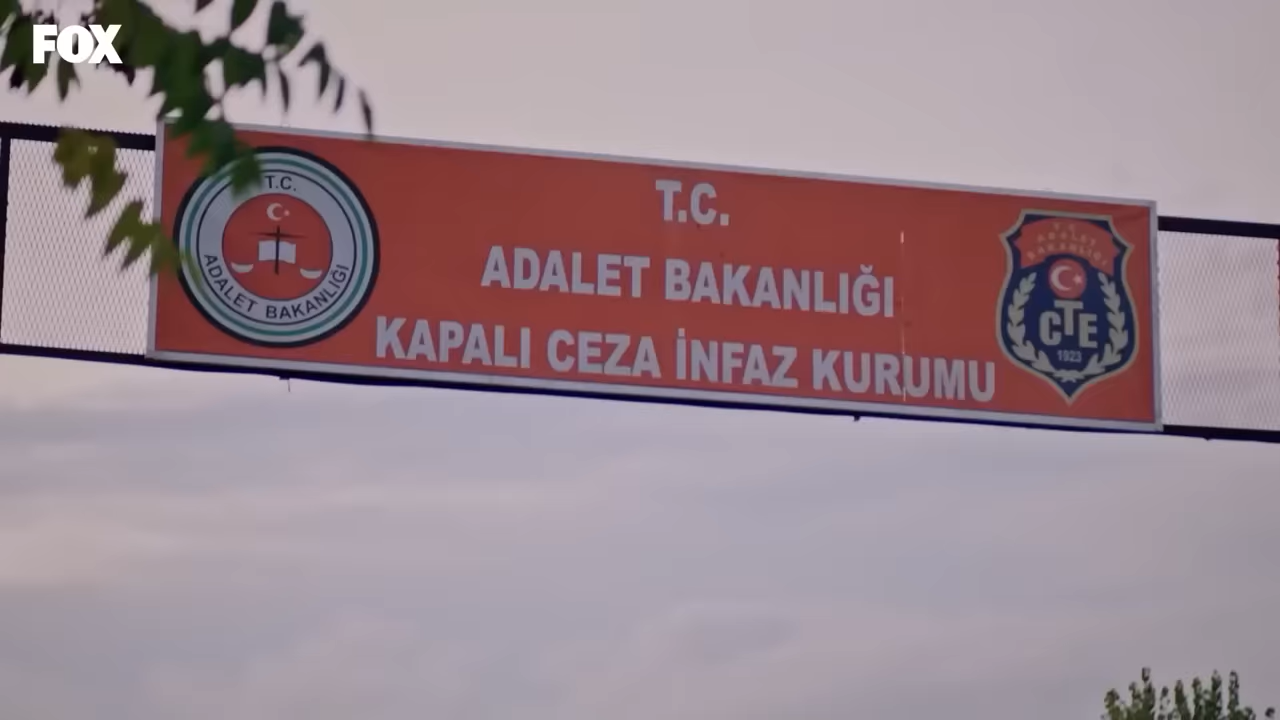 FOX
T.C.
ADALET BAKANLIĞI
KAPALI CEZA İNFAZ KURUMU
T.C.
ADALET BAKANLIĞI
T.C.
ADALET
BAKANLIĞI
CTE
1923